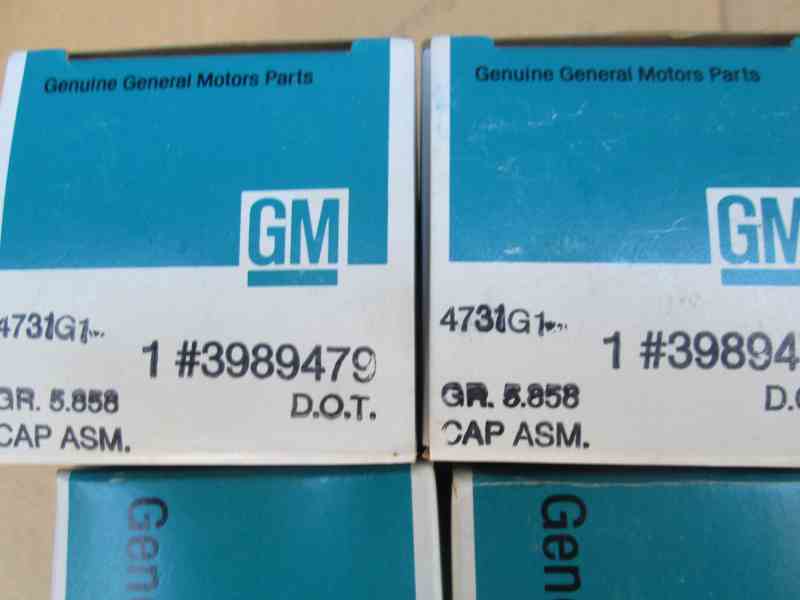 Genuine General Motors Parts
GM
4731G1
1 #3989479
GR. 5.858
D.O.T.
CAP ASM.
Genuine General Motors Parts
GM
4731G1
1 #39894
GR. 5.858
D.
CAP ASM.
Gen
Gen